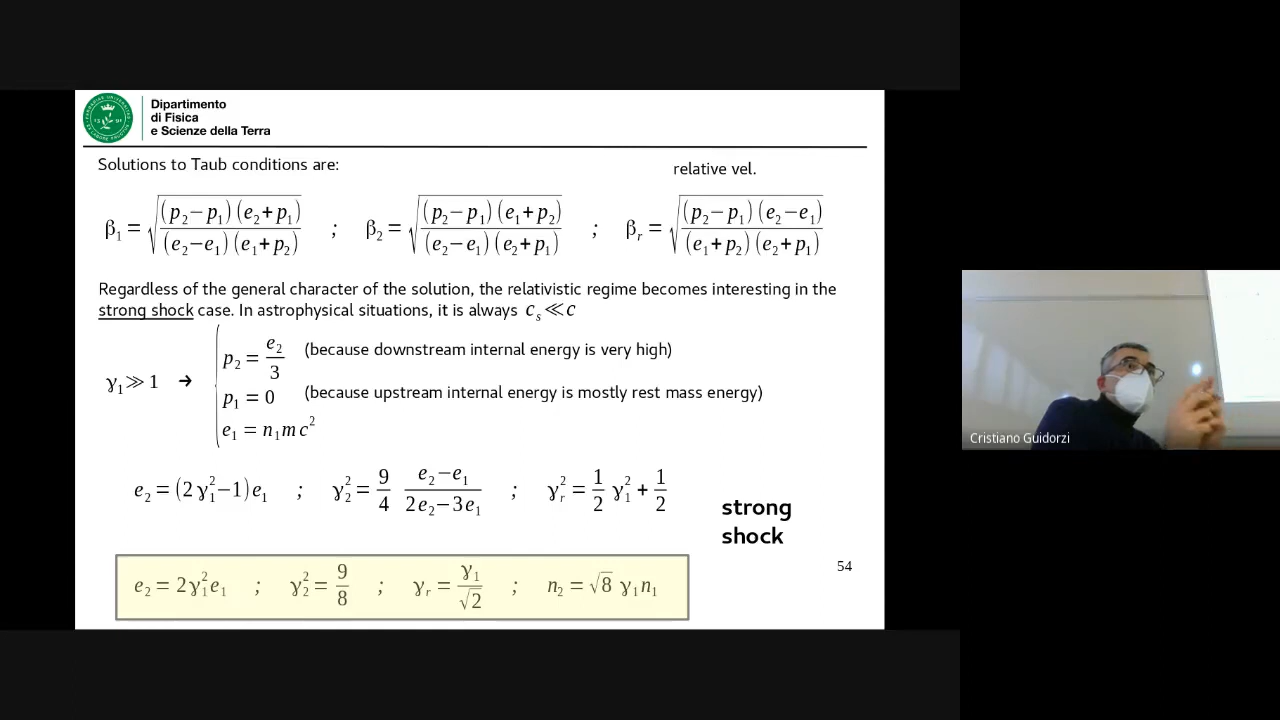 Dipartimento
di Fisica
e Scienze della Terra
Solutions to Taub conditions are:
relative vel.
β₁ = √((p₂−p₁)(e₂+p₁) / (e₂−e₁)(e₁+p₂)) ; β₂ = √((p₂−p₁)(e₁+p₂) / (e₂−e₁)(e₂+p₁)) ; βᵣ = √((p₂−p₁)(e₂−e₁) / (e₁+p₂)(e₂+p₁))
Regardless of the general character of the solution, the relativistic regime becomes interesting in the
strong shock case. In astrophysical situations, it is always cₛ≪c
p₂ = e₂/3 (because downstream internal energy is very high)
γ₁≫1 →
p₁ = 0 (because upstream internal energy is mostly rest mass energy)
e₁ = n₁mc²
e₂ = (2γ₁²−1)e₁ ; γ₂² = 9/4 (e₂−e₁)/(2e₂−3e₁) ; γᵣ² = 1/2 γ₁² + 1/2
strong
shock
54
e₂ = 2γ₁²e₁ ; γ₂² = 9/8 ; γᵣ = γ₁/√2 ; n₂ = √8 γ₁n₁
Cristiano Guidorzi